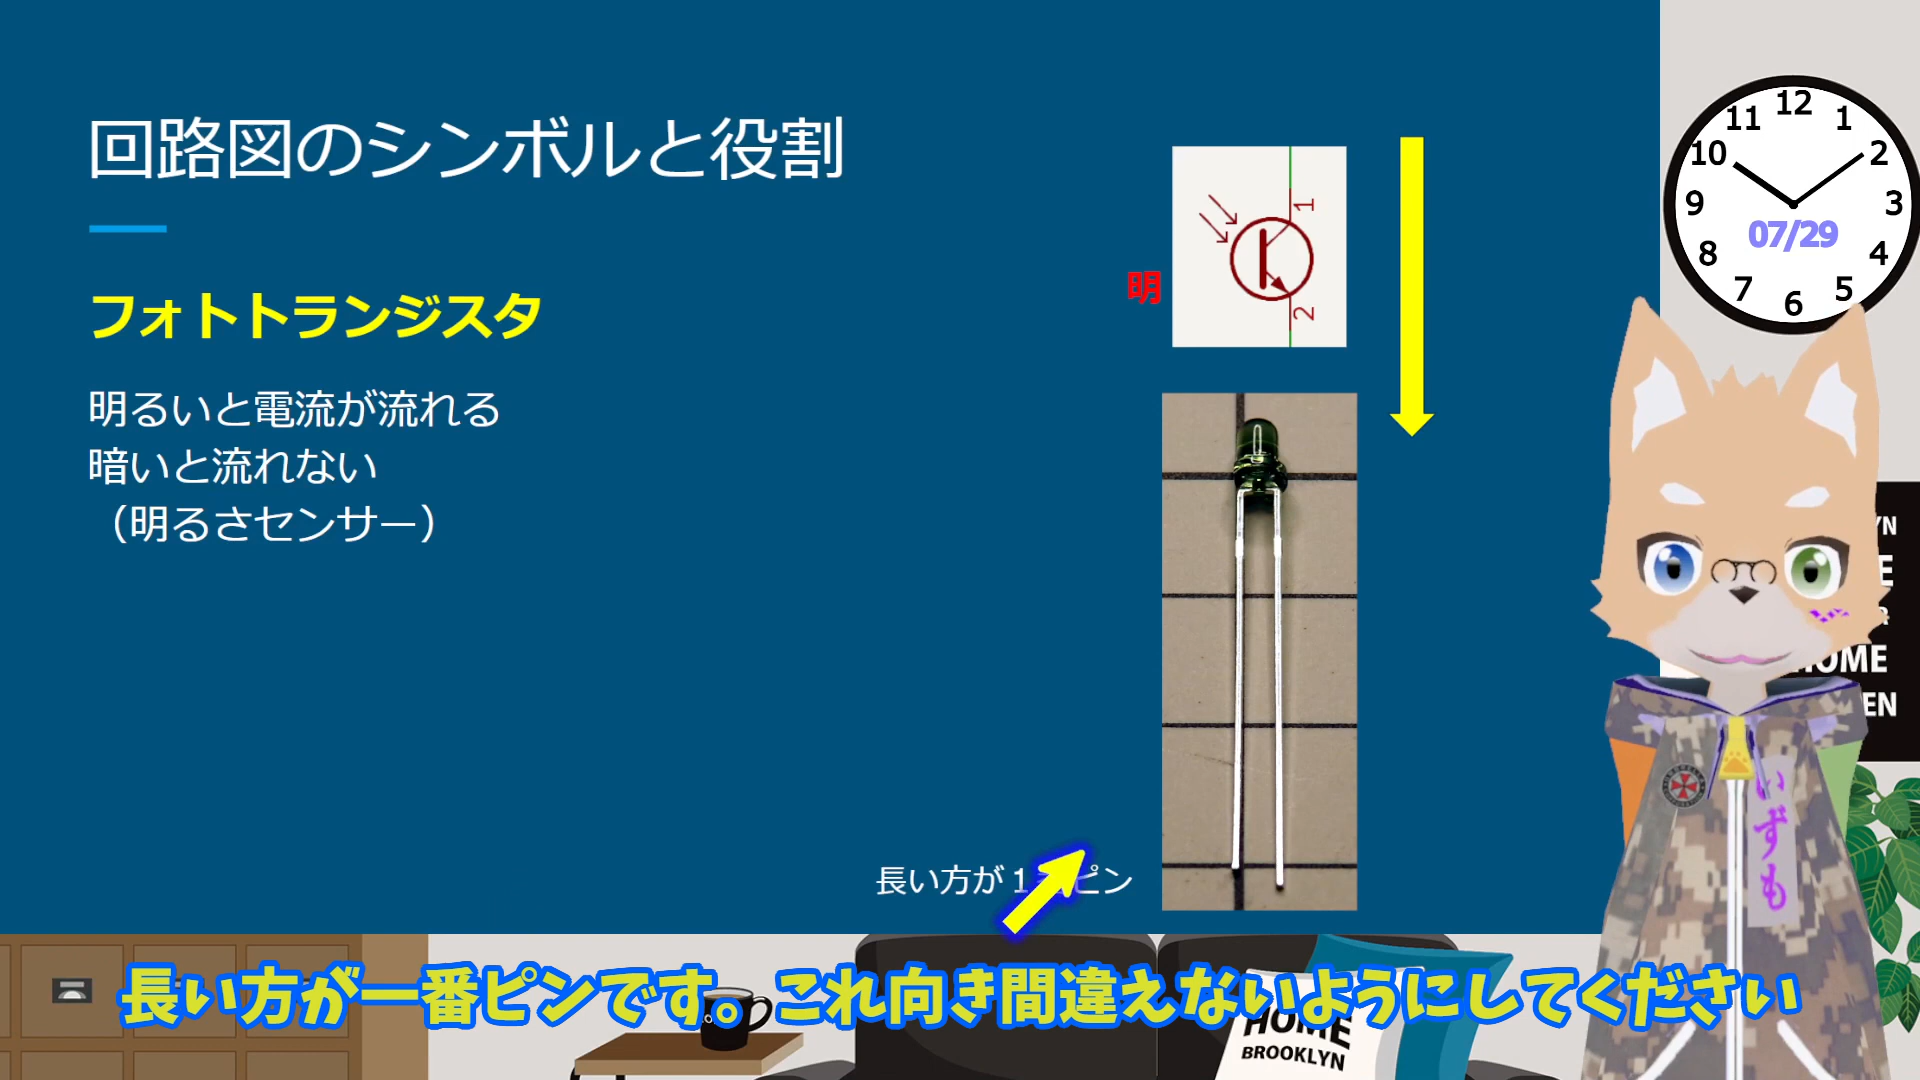 回路図のシンボルと役割
フォトトランジスタ
明るいと電流が流れる
暗いと流れない
（明るさセンサー）
明
1
2
長い方が１ ピン
長い方が一番ピンです。これ向き間違えないようにしてください
12
1
2
3
4
5
6
7
8
9
10
11
07/29
YN
E
HOME
EN
いずも
HOME
BROOKLYN